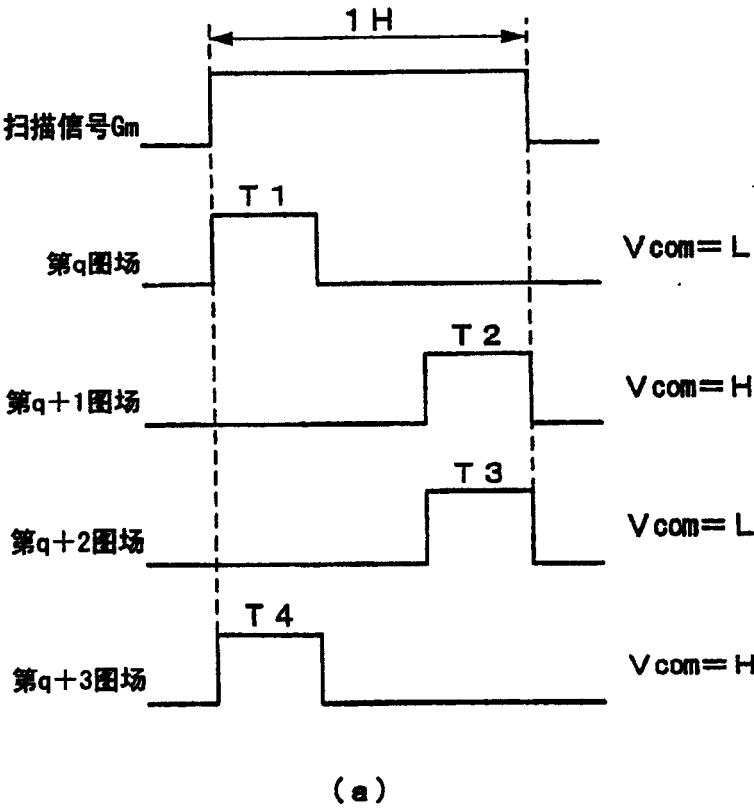 1H
扫描信号Gm
T1
第q图场
Vcom=L
T2
第q+1图场
Vcom=H
T3
第q+2图场
Vcom=L
T4
第q+3图场
Vcom=H
(a)